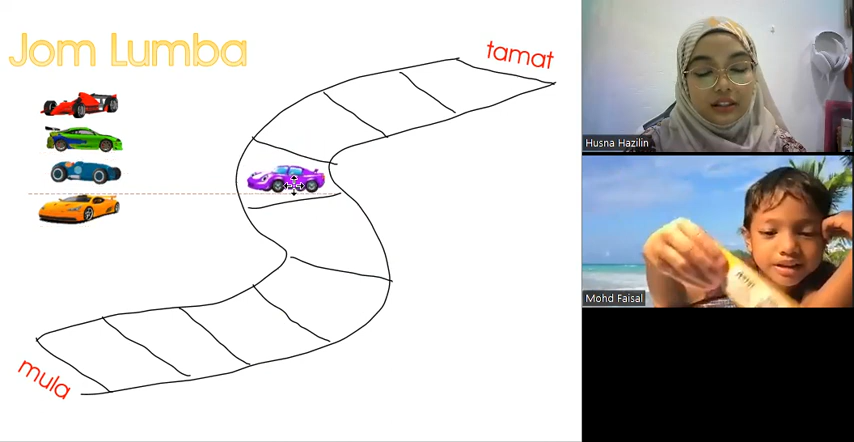 Jom Lumba
tamat
mula
Husna Hazilin
Mohd Faisal